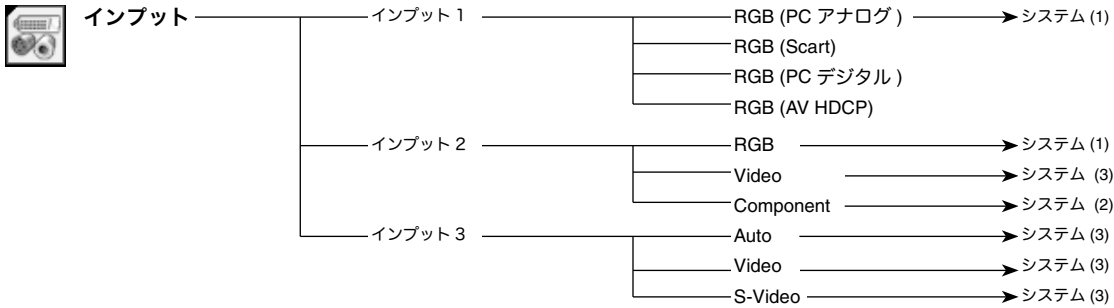 インプット インプット 1 RGB (PC アナログ ) システム (1)
RGB (Scart)
RGB (PC デジタル )
RGB (AV HDCP)
インプット 2 RGB システム (1)
Video システム (3)
Component システム (2)
インプット 3 Auto システム (3)
Video システム (3)
S-Video システム (3)